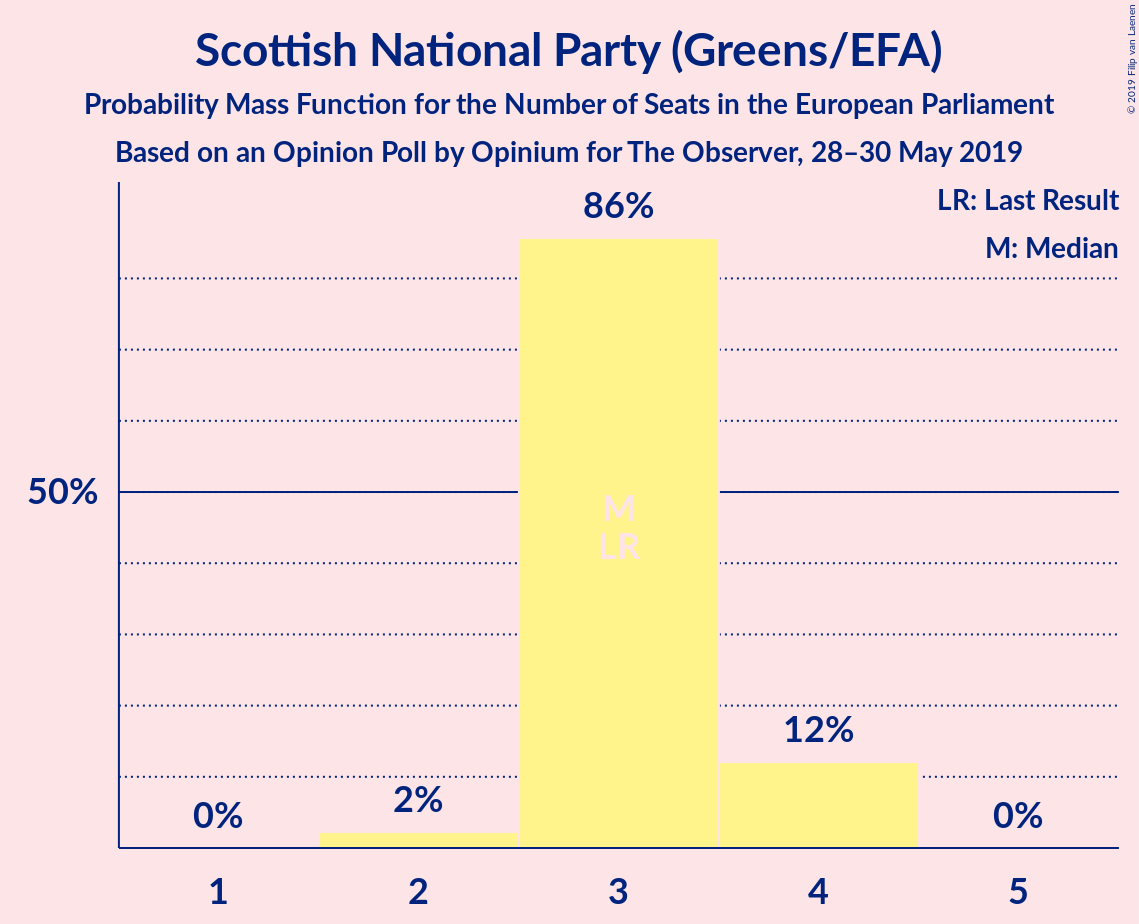 Scottish National Party (Greens/EFA)
Probability Mass Function for the Number of Seats in the European Parliament
Based on an Opinion Poll by Opinium for The Observer, 28–30 May 2019
© 2019 Filip van Laenen
LR: Last Result
M: Median
86%
50%
M
LR
12%
2%
0%
0%
1
2
3
4
5